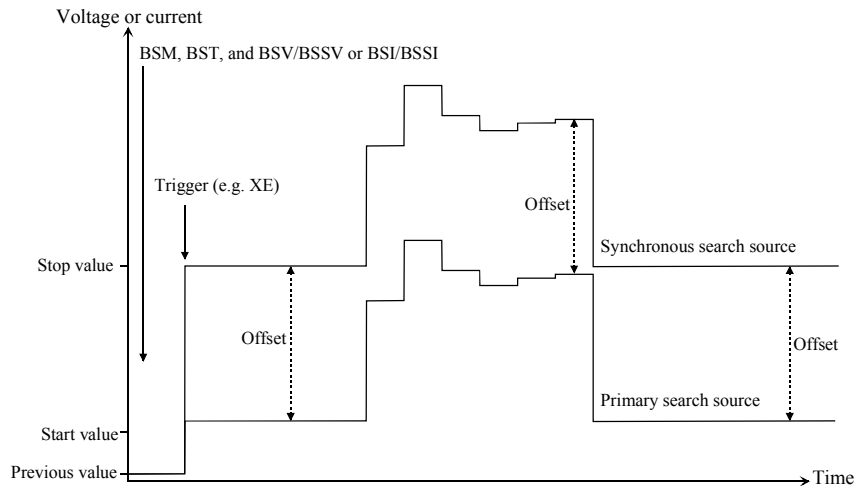 Voltage or current
BSM, BST, and BSV/BSSV or BSI/BSSI
Trigger (e.g. XE)
Offset
Synchronous search source
Stop value
Offset
Offset
Primary search source
Start value
Previous value
Time